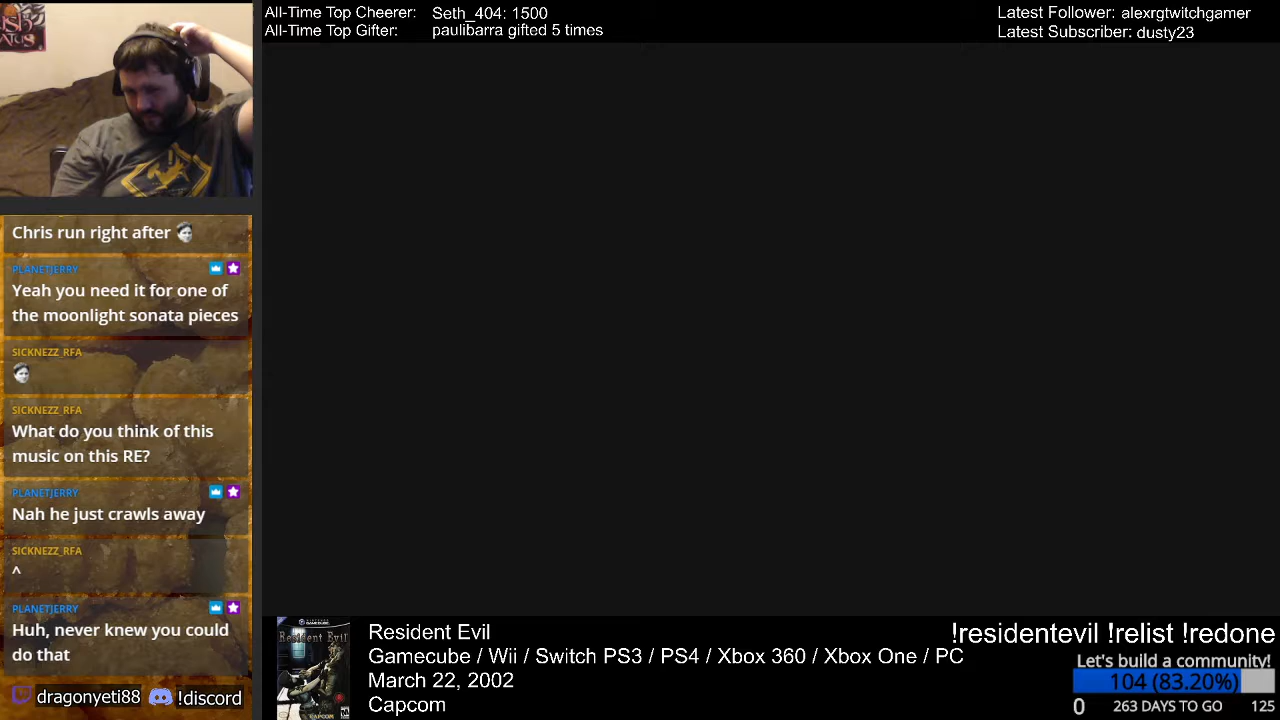 All-Time Top Cheerer: Seth_404: 1500
All-Time Top Gifter: paulibarra gifted 5 times
Latest Follower: alexrgtwitchgamer
Latest Subscriber: dusty23
Chris run right after
PLANETJERRY
Yeah you need it for one of
the moonlight sonata pieces
SICKNEZZ_RFA
SICKNEZZ_RFA
What do you think of this
music on this RE?
PLANETJERRY
Nah he just crawls away
SICKNEZZ_RFA
^
PLANETJERRY
Huh, never knew you could
do that
dragonyeti88 !discord
Resident Evil
CAPCOM
Resident Evil
Gamecube / Wii / Switch PS3 / PS4 / Xbox 360 / Xbox One / PC
March 22, 2002
Capcom
!residentevil !relist !redone
Let's build a community!
104 (83.20%)
0 263 DAYS TO GO 125